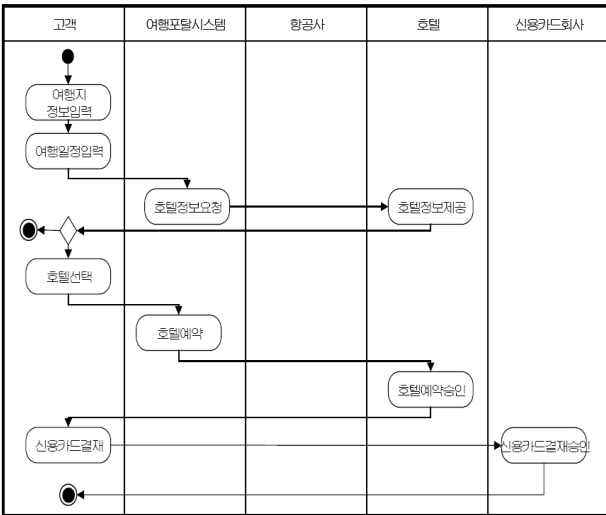 고객
여행포탈시스템
항공사
호텔
신용카드회사
여행지
정보입력
여행일정입력
호텔정보요청
호텔정보제공
호텔선택
호텔예약
호텔예약승인
신용카드결재
신용카드결재승인